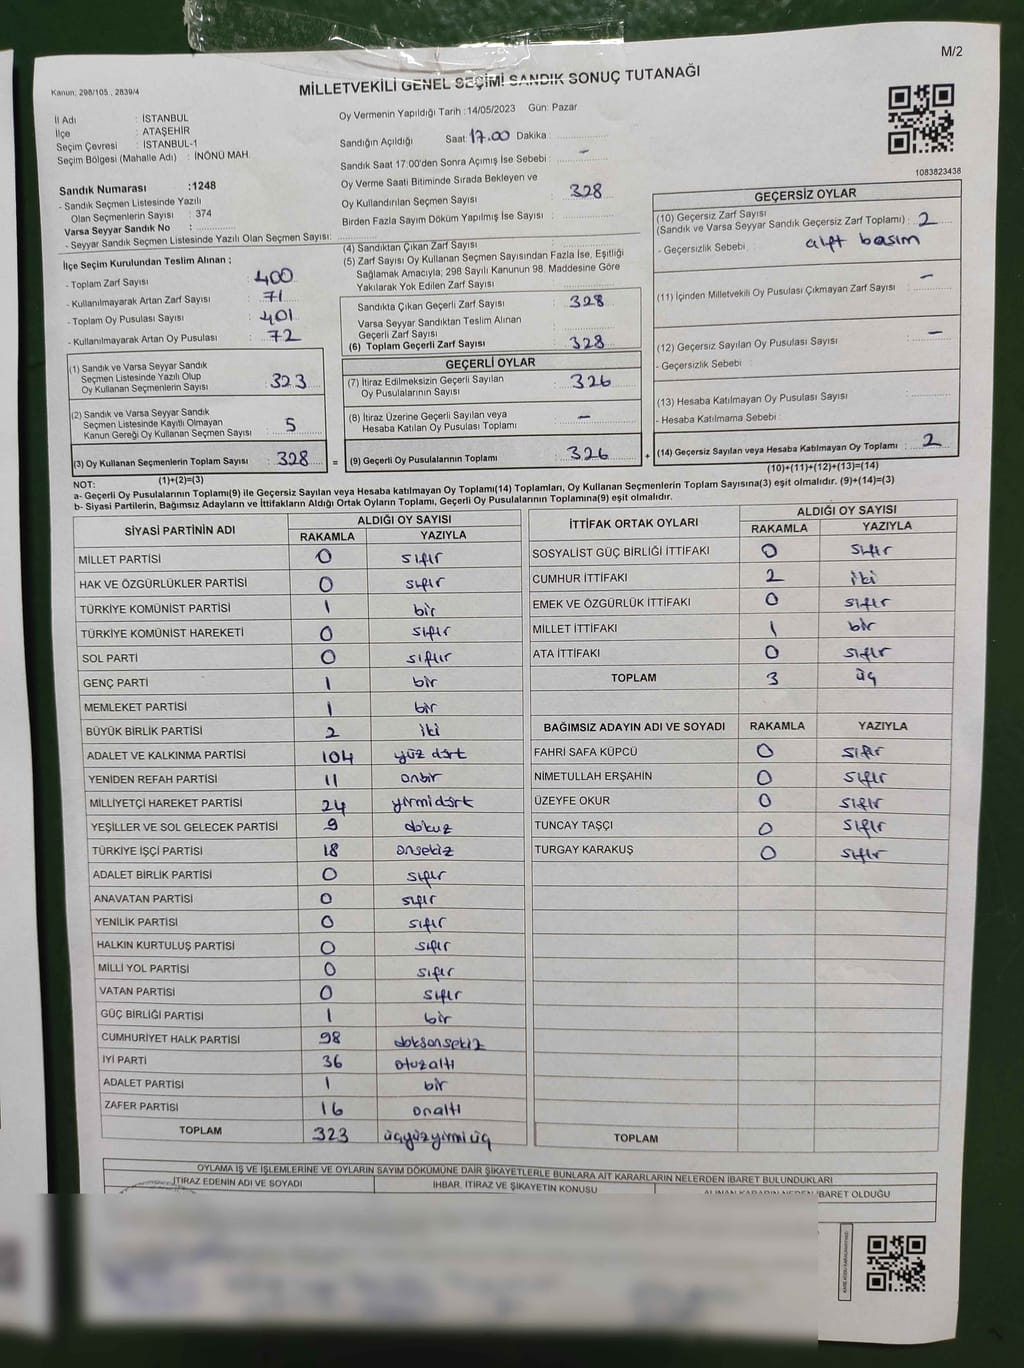 M/2
Kanun: 298/105 , 2839/4
MİLLETVEKİLİ GENEL SEÇİMİ SANDIK SONUÇ TUTANAĞI
İl Adı : İSTANBUL
İlçe : ATAŞEHİR
Seçim Çevresi : İSTANBUL-1
Seçim Bölgesi (Mahalle Adı) : İNÖNÜ MAH.
Sandık Numarası :1248
- Sandık Seçmen Listesinde Yazılı
Olan Seçmenlerin Sayısı : 374
Varsa Seyyar Sandık No :
- Seyyar Sandık Seçmen Listesinde Yazılı Olan Seçmen Sayısı:
Oy Vermenin Yapıldığı Tarih :14/05/2023 Gün: Pazar
Sandığın Açıldığı Saat: 17.00 Dakika :
Sandık Saat 17:00'den Sonra Açımış İse Sebebi : -
Oy Verme Saati Bitiminde Sırada Bekleyen ve
Oy Kullandırılan Seçmen Sayısı : 328
Birden Fazla Sayım Döküm Yapılmış İse Sayısı :
1083823438
İlçe Seçim Kurulundan Teslim Alınan ;
- Toplam Zarf Sayısı : 400
- Kullanılmayarak Artan Zarf Sayısı : 71
- Toplam Oy Pusulası Sayısı : 401
- Kullanılmayarak Artan Oy Pusulası : 72
(1) Sandık ve Varsa Seyyar Sandık
Seçmen Listesinde Yazılı Olup
Oy Kullanan Seçmenlerin Sayısı : 323
(2) Sandık ve Varsa Seyyar Sandık
Seçmen Listesinde Kayıtlı Olmayan
Kanun Gereği Oy Kullanan Seçmen Sayısı : 5
(3) Oy Kullanan Seçmenlerin Toplam Sayısı : 328
(1)+(2)=(3)
(4) Sandıktan Çıkan Zarf Sayısı :
(5) Zarf Sayısı Oy Kullanan Seçmen Sayısından Fazla İse, Eşitliği
Sağlamak Amacıyla; 298 Sayılı Kanunun 98. Maddesine Göre
Yakılarak Yok Edilen Zarf Sayısı :
Sandıkta Çıkan Geçerli Zarf Sayısı : 328
Varsa Seyyar Sandıktan Teslim Alınan
Geçerli Zarf Sayısı :
(6) Toplam Geçerli Zarf Sayısı : 328
GEÇERLİ OYLAR
(7) İtiraz Edilmeksizin Geçerli Sayılan
Oy Pusulalarının Sayısı : 326
(8) İtiraz Üzerine Geçerli Sayılan veya
Hesaba Katılan Oy Pusulası Toplamı : -
= (9) Geçerli Oy Pusulalarının Toplamı : 326
GEÇERSİZ OYLAR
(10) Geçersiz Zarf Sayısı
(Sandık ve Varsa Seyyar Sandık Geçersiz Zarf Toplamı) : 2
- Geçersizlik Sebebi : basım
(11) İçinden Milletvekili Oy Pusulası Çıkmayan Zarf Sayısı : -
(12) Geçersiz Sayılan Oy Pusulası Sayısı : -
- Geçersizlik Sebebi :
(13) Hesaba Katılmayan Oy Pusulası Sayısı :
- Hesaba Katılmama Sebebi :
+ (14) Geçersiz Sayılan veya Hesaba Katılmayan Oy Toplamı : 2
(10)+(11)+(12)+(13)=(14)
NOT:
a- Geçerli Oy Pusulalarının Toplamı(9) ile Geçersiz Sayılan veya Hesaba katılmayan Oy Toplamı(14) Toplamları, Oy Kullanan Seçmenlerin Toplam Sayısına(3) eşit olmalıdır. (9)+(14)=(3)
b- Siyasi Partilerin, Bağımsız Adayların ve İttifakların Aldığı Ortak Oyların Toplamı, Geçerli Oy Pusulalarının Toplamına(9) eşit olmalıdır.
SİYASİ PARTİNİN ADI ALDIĞI OY SAYISI
RAKAMLA YAZIYLA
MİLLET PARTİSİ 0 sıfır
HAK VE ÖZGÜRLÜKLER PARTİSİ 0 sıfır
TÜRKİYE KOMÜNİST PARTİSİ 1 bir
TÜRKİYE KOMÜNİST HAREKETİ 0 sıfır
SOL PARTİ 0 sıfır
GENÇ PARTİ 1 bir
MEMLEKET PARTİSİ 1 bir
BÜYÜK BİRLİK PARTİSİ 2 iki
ADALET VE KALKINMA PARTİSİ 104 yüz dört
YENİDEN REFAH PARTİSİ 11 onbir
MİLLİYETÇİ HAREKET PARTİSİ 24 yirmidört
YEŞİLLER VE SOL GELECEK PARTİSİ 9 dokuz
TÜRKİYE İŞÇİ PARTİSİ 18 onsekiz
ADALET BİRLİK PARTİSİ 0 sıfır
ANAVATAN PARTİSİ 0 sıfır
YENİLİK PARTİSİ 0 sıfır
HALKIN KURTULUŞ PARTİSİ 0 sıfır
MİLLİ YOL PARTİSİ 0 sıfır
VATAN PARTİSİ 0 sıfır
GÜÇ BİRLİĞİ PARTİSİ 1 bir
CUMHURİYET HALK PARTİSİ 98 doksansekiz
İYİ PARTİ 36 otuzaltı
ADALET PARTİSİ 1 bir
ZAFER PARTİSİ 16 onaltı
TOPLAM 323 üçyüzyirmiüç
İTTİFAK ORTAK OYLARI ALDIĞI OY SAYISI
RAKAMLA YAZIYLA
SOSYALİST GÜÇ BİRLİĞİ İTTİFAKI 0 sıfır
CUMHUR İTTİFAKI 2 iki
EMEK VE ÖZGÜRLÜK İTTİFAKI 0 sıfır
MİLLET İTTİFAKI 1 bir
ATA İTTİFAKI 0 sıfır
TOPLAM 3 üç
BAĞIMSIZ ADAYIN ADI VE SOYADI RAKAMLA YAZIYLA
FAHRİ SAFA KÜPCÜ 0 sıfır
NİMETULLAH ERŞAHİN 0 sıfır
ÜZEYFE OKUR 0 sıfır
TUNCAY TAŞÇI 0 sıfır
TURGAY KARAKUŞ 0 sıfır
TOPLAM
OYLAMA İŞ VE İŞLEMLERİNE VE OYLARIN SAYIM DÖKÜMÜNE DAİR ŞİKAYETLERLE BUNLARA AİT KARARLARIN NELERDEN İBARET BULUNDUKLARI
İTİRAZ EDENİN ADI VE SOYADI İHBAR, İTİRAZ VE ŞİKAYETİN KONUSU ALINAN KARARIN NEDEN İBARET OLDUĞU